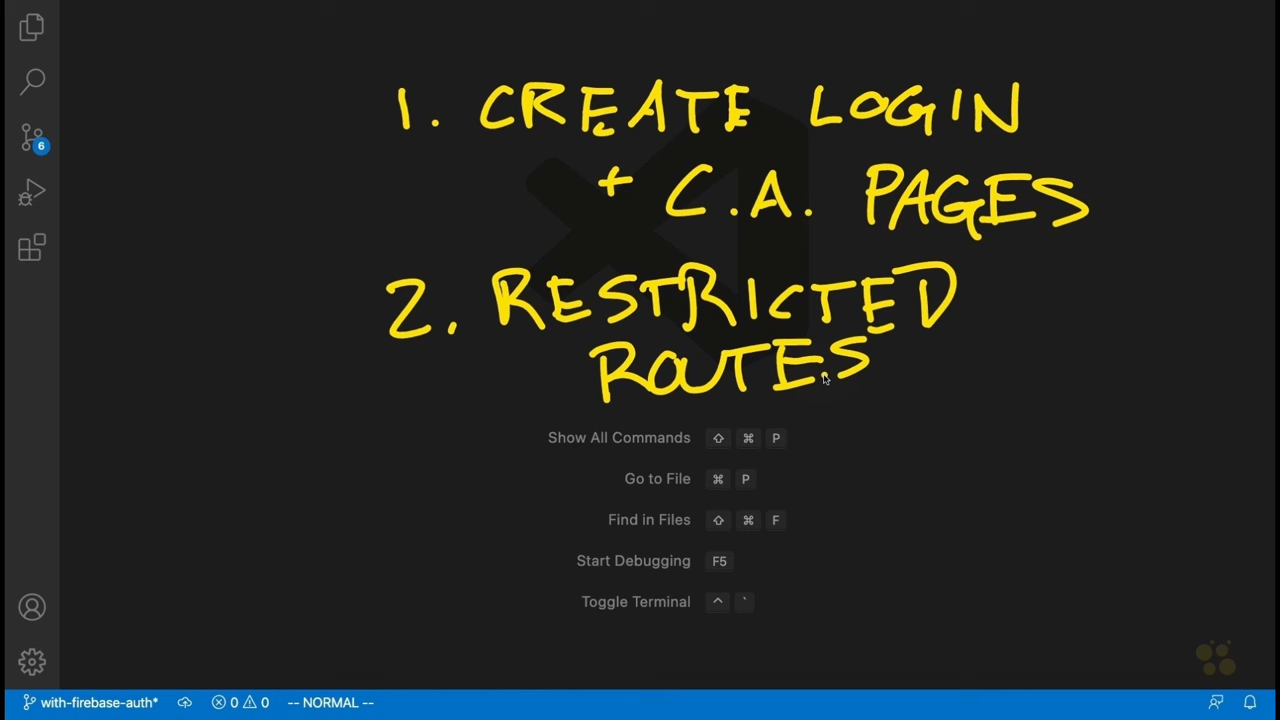 1. CREATE LOGIN
+ C.A. PAGES
2. RESTRICTED
ROUTES
6
Show All Commands ⇧ ⌘ P
Go to File ⌘ P
Find in Files ⇧ ⌘ F
Start Debugging F5
Toggle Terminal ^ `
with-firebase-auth* 0 0 -- NORMAL --